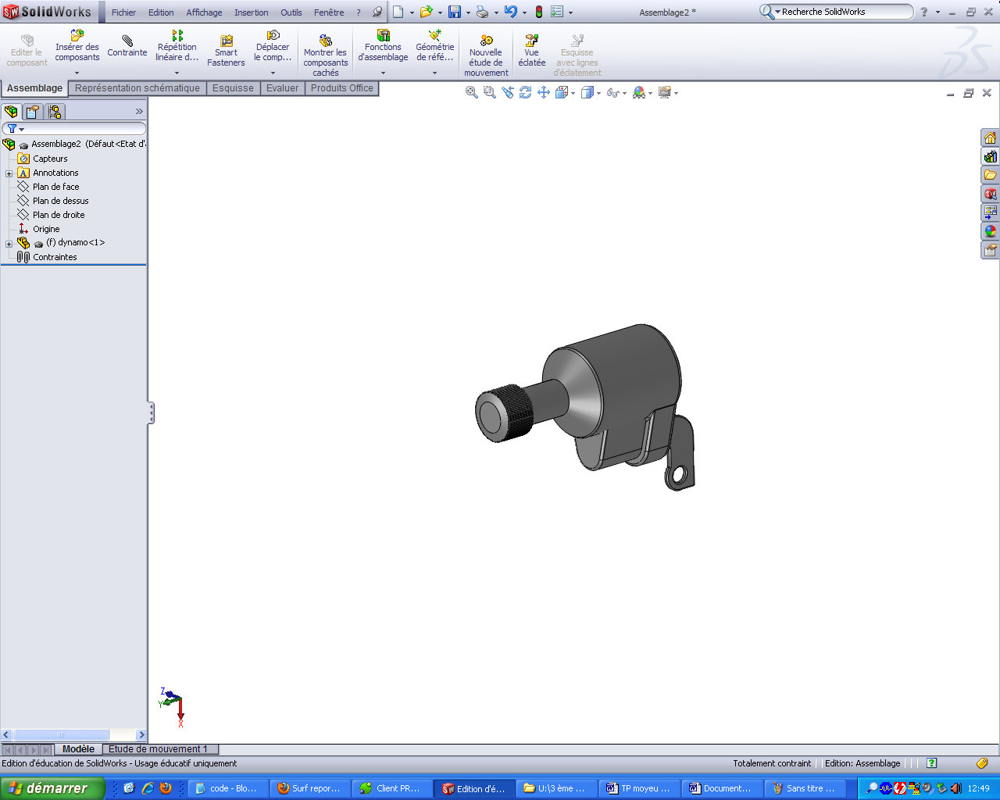 SolidWorks Fichier Edition Affichage Insertion Outils Fenêtre ? Assemblage2 * Recherche SolidWorks ?
Editer le composant
Insérer des composants
Contrainte
Répétition linéaire d...
Smart Fasteners
Déplacer le comp...
Montrer les composants cachés
Fonctions d'assemblage
Géométrie de réfé...
Nouvelle étude de mouvement
Vue éclatée
Esquisse avec lignes d'éclatement
Assemblage Représentation schématique Esquisse Evaluer Produits Office
Assemblage2 (Défaut<Etat d'
Capteurs
Annotations
Plan de face
Plan de dessus
Plan de droite
Origine
(f) dynamo<1>
Contraintes
Z
Y
X
Modèle Etude de mouvement 1
Edition d'éducation de SolidWorks - Usage éducatif uniquement Totalement contraint Edition: Assemblage ?
démarrer code - Blo... Surf repor... Client PR... Edition d'é... U:\3 ème ... TP moyeu ... Document... Sans titre ... 12:49